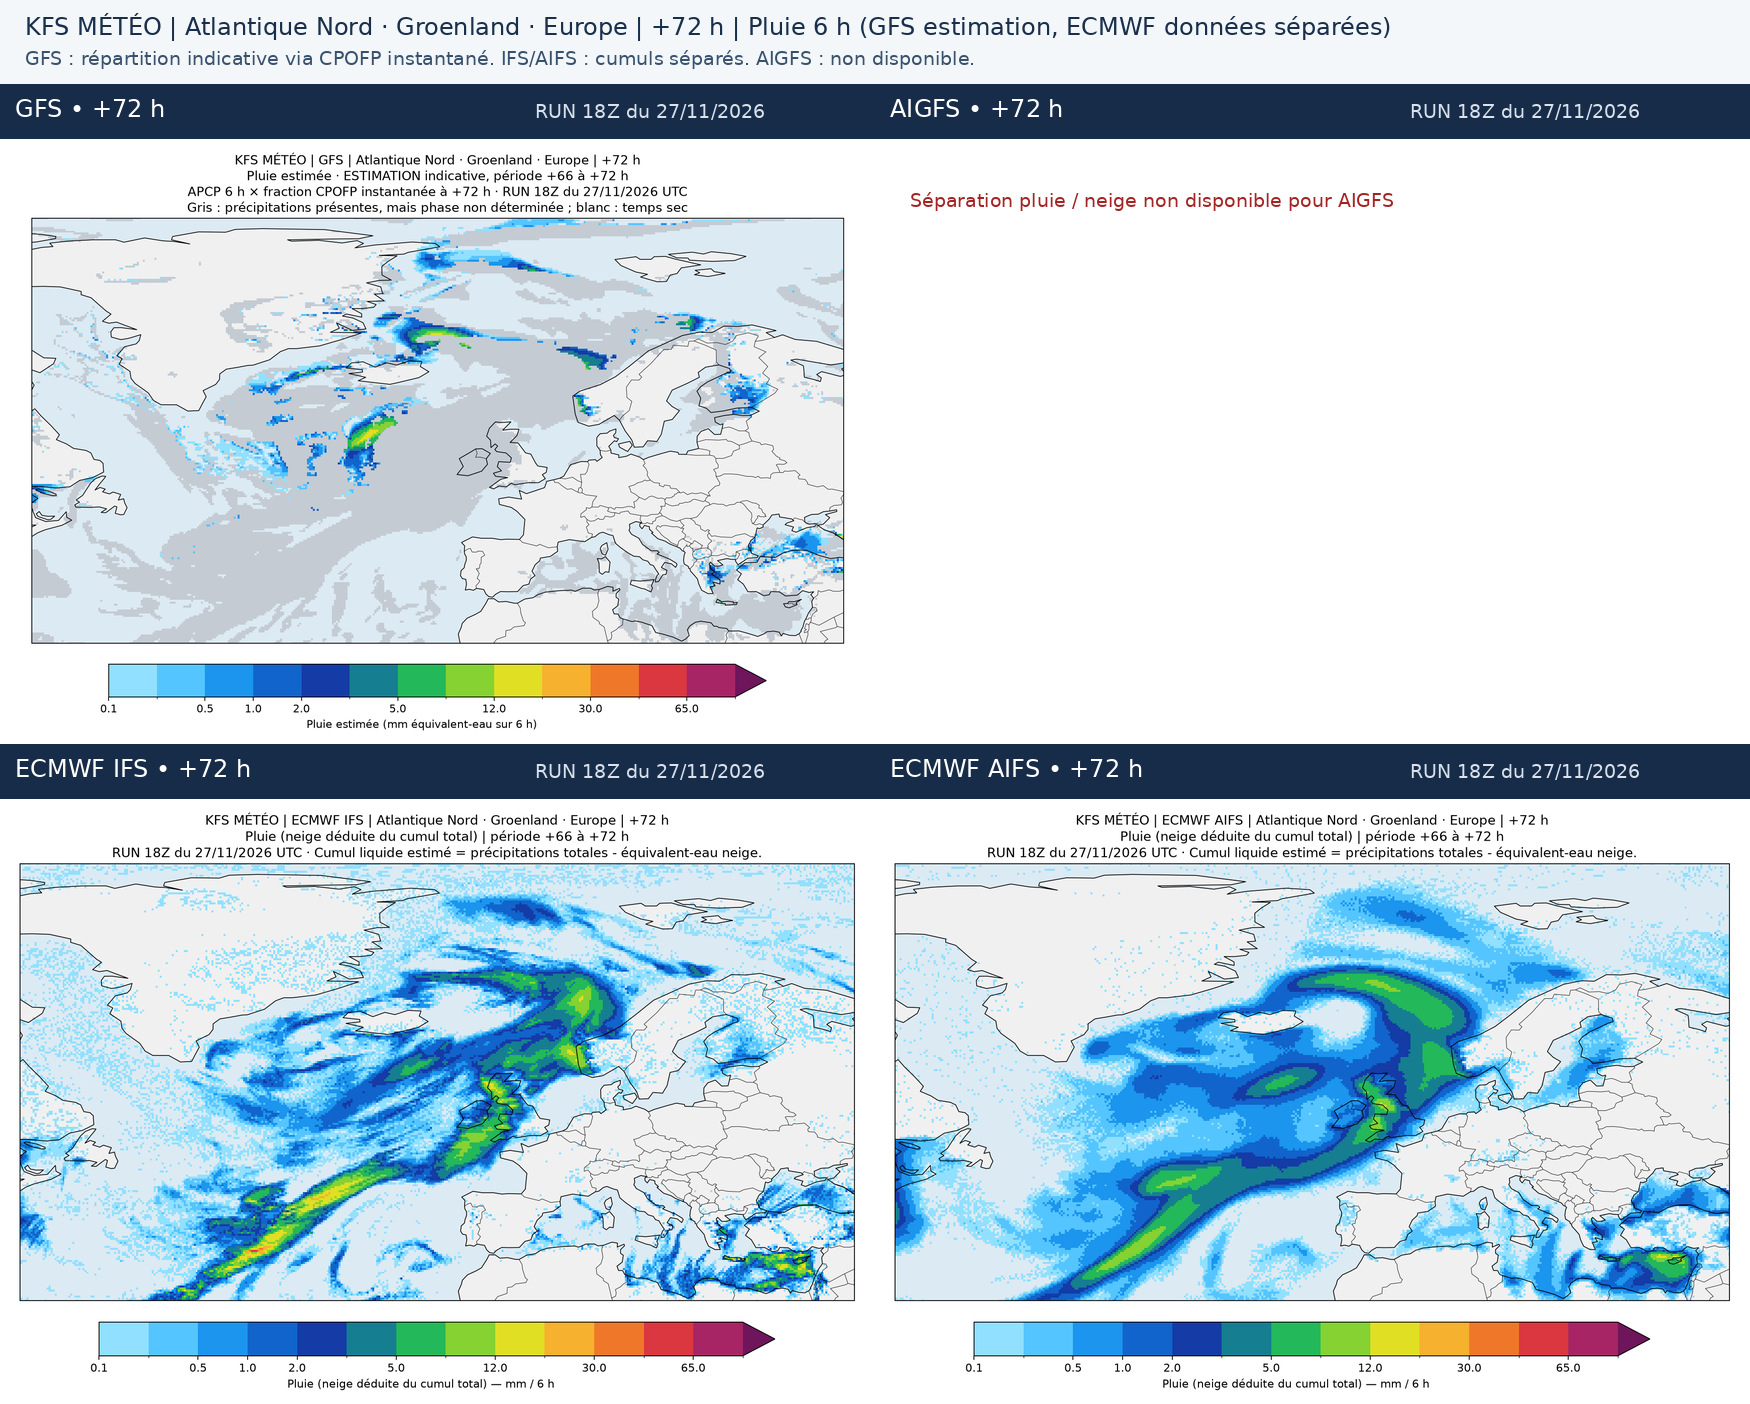 KFS MÉTÉO | Atlantique Nord · Groenland · Europe | +72 h | Pluie 6 h (GFS estimation, ECMWF données séparées)
GFS : répartition indicative via CPOFP instantané. IFS/AIFS : cumuls séparés. AIGFS : non disponible.
GFS • +72 h
RUN 18Z du 27/11/2026
AIGFS • +72 h
RUN 18Z du 27/11/2026
KFS MÉTÉO | GFS | Atlantique Nord · Groenland · Europe | +72 h
Pluie estimée · ESTIMATION indicative, période +66 à +72 h
APCP 6 h × fraction CPOFP instantanée à +72 h · RUN 18Z du 27/11/2026 UTC
Gris : précipitations présentes, mais phase non déterminée ; blanc : temps sec
0.1 0.5 1.0 2.0 5.0 12.0 30.0 65.0
Pluie estimée (mm équivalent-eau sur 6 h)
Séparation pluie / neige non disponible pour AIGFS
ECMWF IFS • +72 h
RUN 18Z du 27/11/2026
ECMWF AIFS • +72 h
RUN 18Z du 27/11/2026
KFS MÉTÉO | ECMWF IFS | Atlantique Nord · Groenland · Europe | +72 h
Pluie (neige déduite du cumul total) | période +66 à +72 h
RUN 18Z du 27/11/2026 UTC · Cumul liquide estimé = précipitations totales - équivalent-eau neige.
0.1 0.5 1.0 2.0 5.0 12.0 30.0 65.0
Pluie (neige déduite du cumul total) — mm / 6 h
KFS MÉTÉO | ECMWF AIFS | Atlantique Nord · Groenland · Europe | +72 h
Pluie (neige déduite du cumul total) | période +66 à +72 h
RUN 18Z du 27/11/2026 UTC · Cumul liquide estimé = précipitations totales - équivalent-eau neige.
0.1 0.5 1.0 2.0 5.0 12.0 30.0 65.0
Pluie (neige déduite du cumul total) — mm / 6 h